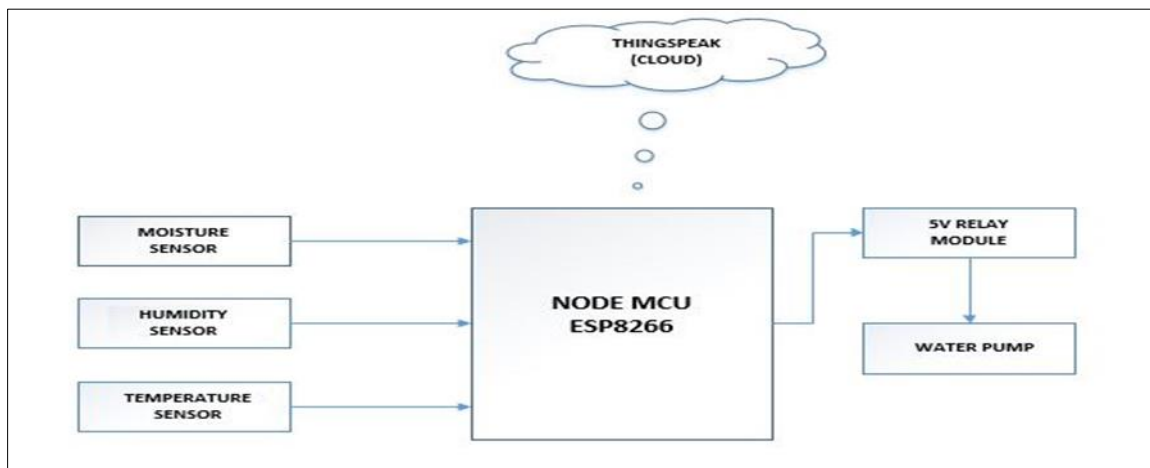 THINGSPEAK
(CLOUD)
MOISTURE
SENSOR
HUMIDITY
SENSOR
TEMPERATURE
SENSOR
NODE MCU
ESP8266
5V RELAY
MODULE
WATER PUMP